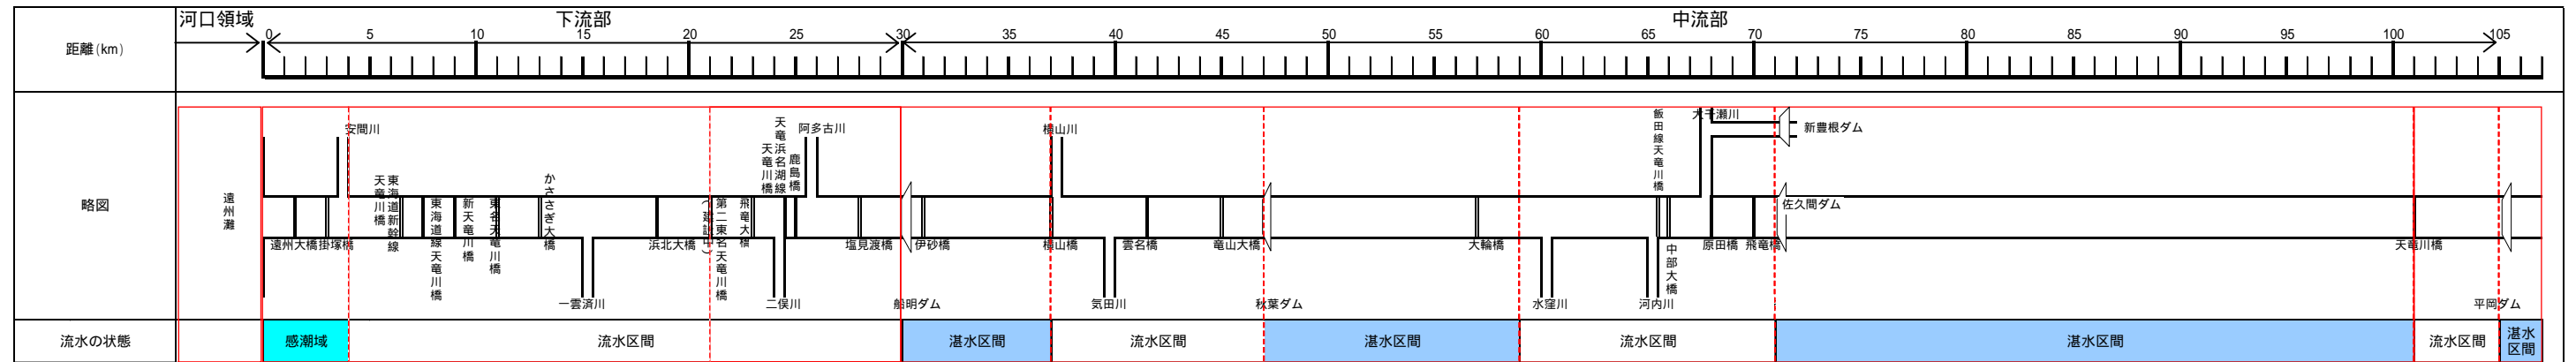 河口領域
下流部
中流部
距離(km)
0 5 10 15 20 25 30 35 40 45 50 55 60 65 70 75 80 85 90 95 100 105
略図
遠州灘
安間川
遠州大橋
掛塚橋
天竜川橋
東海道新幹線
東海道線天竜川橋
新天竜川橋
東名天竜川橋
かささぎ大橋
一雲済川
浜北大橋
第二東名天竜川橋
(建設中)
飛竜大橋
天竜川橋
天竜浜名湖線
鹿島橋
二俣川
阿多古川
塩見渡橋
船明ダム
伊砂橋
横山川
横山橋
気田川
雲名橋
竜山大橋
秋葉ダム
大輪橋
水窪川
河内川
飯田線天竜川橋
中部大橋
大千瀬川
原田橋
飛竜橋
新豊根ダム
佐久間ダム
天竜川橋
平岡ダム
流水の状態
感潮域
流水区間
湛水区間
流水区間
湛水区間
流水区間
湛水区間
流水区間
湛水
区間